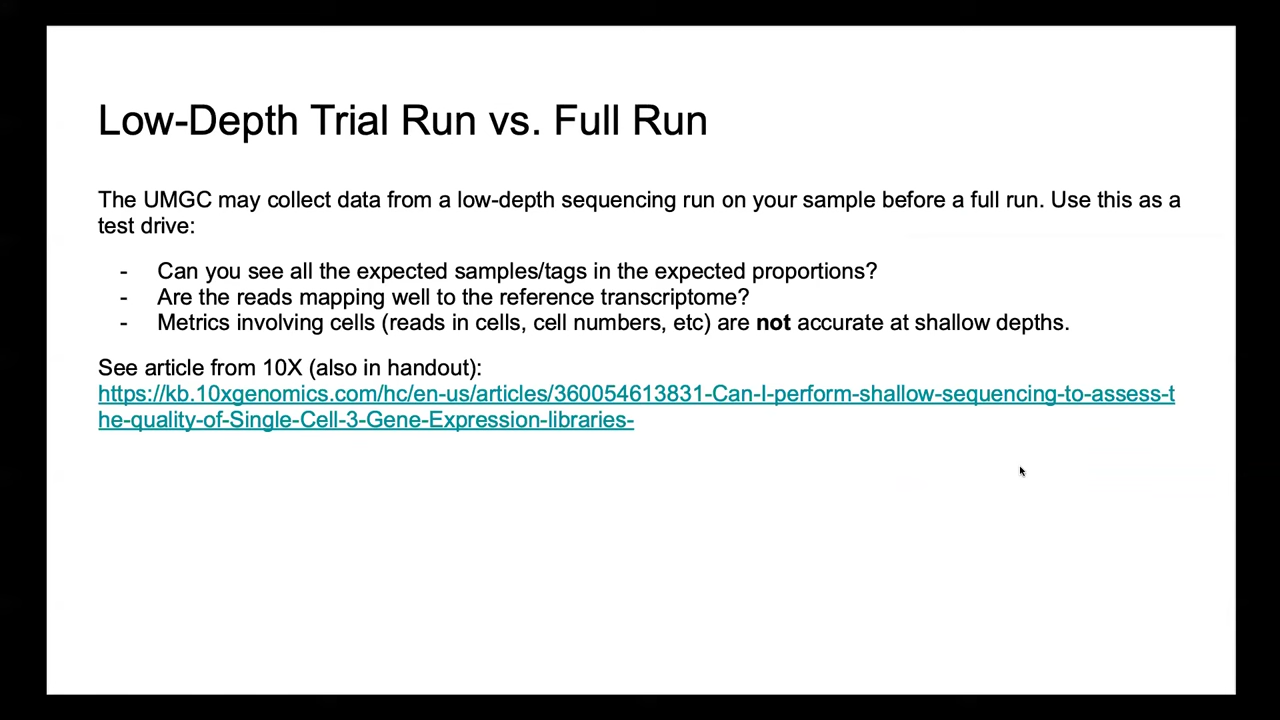 Low-Depth Trial Run vs. Full Run
The UMGC may collect data from a low-depth sequencing run on your sample before a full run. Use this as a
test drive:
- Can you see all the expected samples/tags in the expected proportions?
- Are the reads mapping well to the reference transcriptome?
- Metrics involving cells (reads in cells, cell numbers, etc) are not accurate at shallow depths.
See article from 10X (also in handout):
https://kb.10xgenomics.com/hc/en-us/articles/360054613831-Can-I-perform-shallow-sequencing-to-assess-t
he-quality-of-Single-Cell-3-Gene-Expression-libraries-